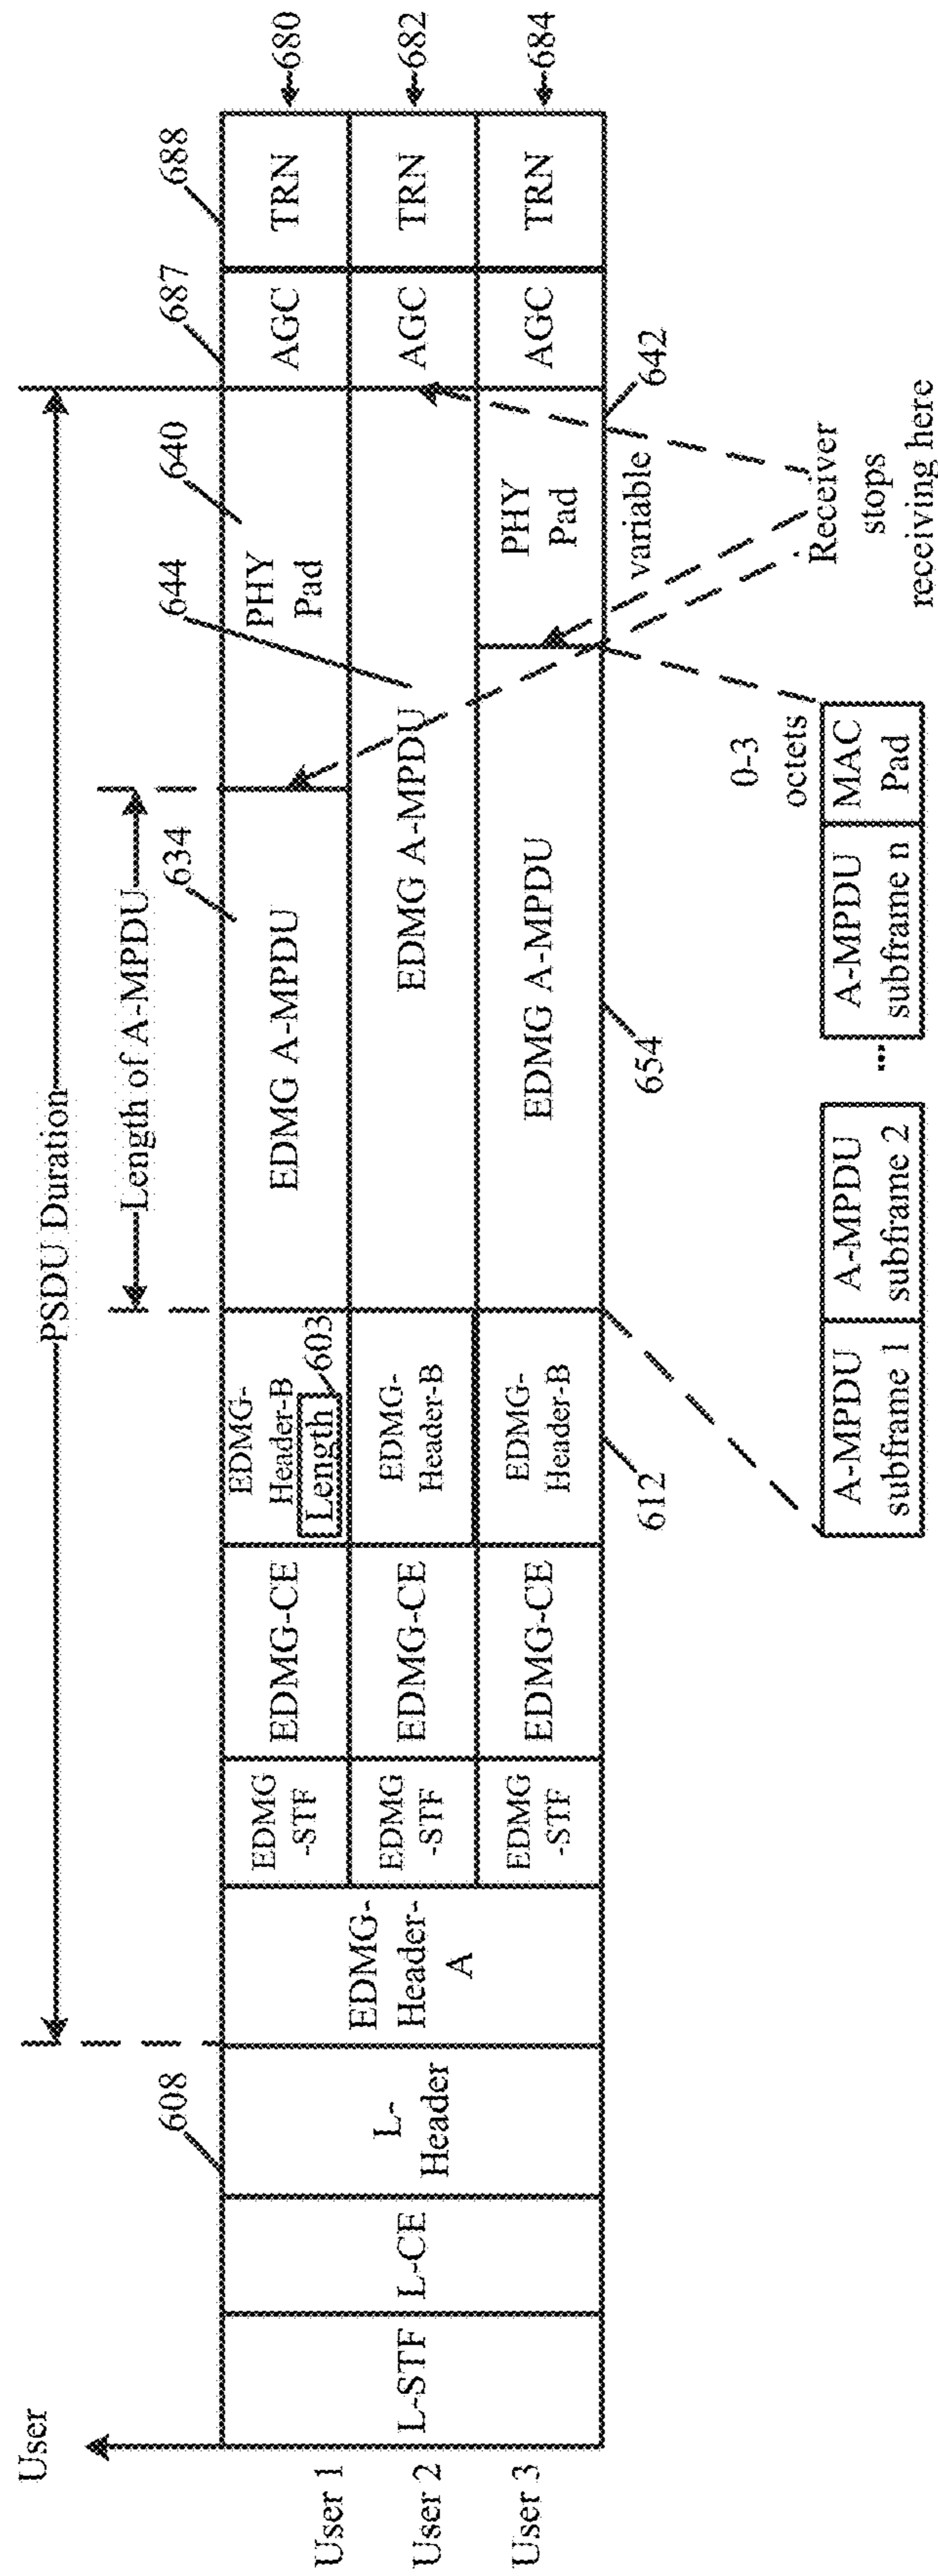 User
PSDU Duration
Length of A-MPDU
608
634
644
640
687
688
User 1
User 2
User 3
L-STF
L-CE
L-
Header
EDMG-
Header-
A
EDMG
-STF
EDMG-CE
EDMG-
Header-B
Length
603
EDMG A-MPDU
PHY
Pad
AGC
TRN
680
EDMG
-STF
EDMG-CE
EDMG-
Header-B
EDMG A-MPDU
AGC
TRN
682
EDMG
-STF
EDMG-CE
EDMG-
Header-B
EDMG A-MPDU
PHY
Pad
AGC
TRN
684
612
654
variable
642
0-3
octets
Receiver
stops
receiving here
A-MPDU
subframe 1
A-MPDU
subframe 2
...
A-MPDU
subframe n
MAC
Pad